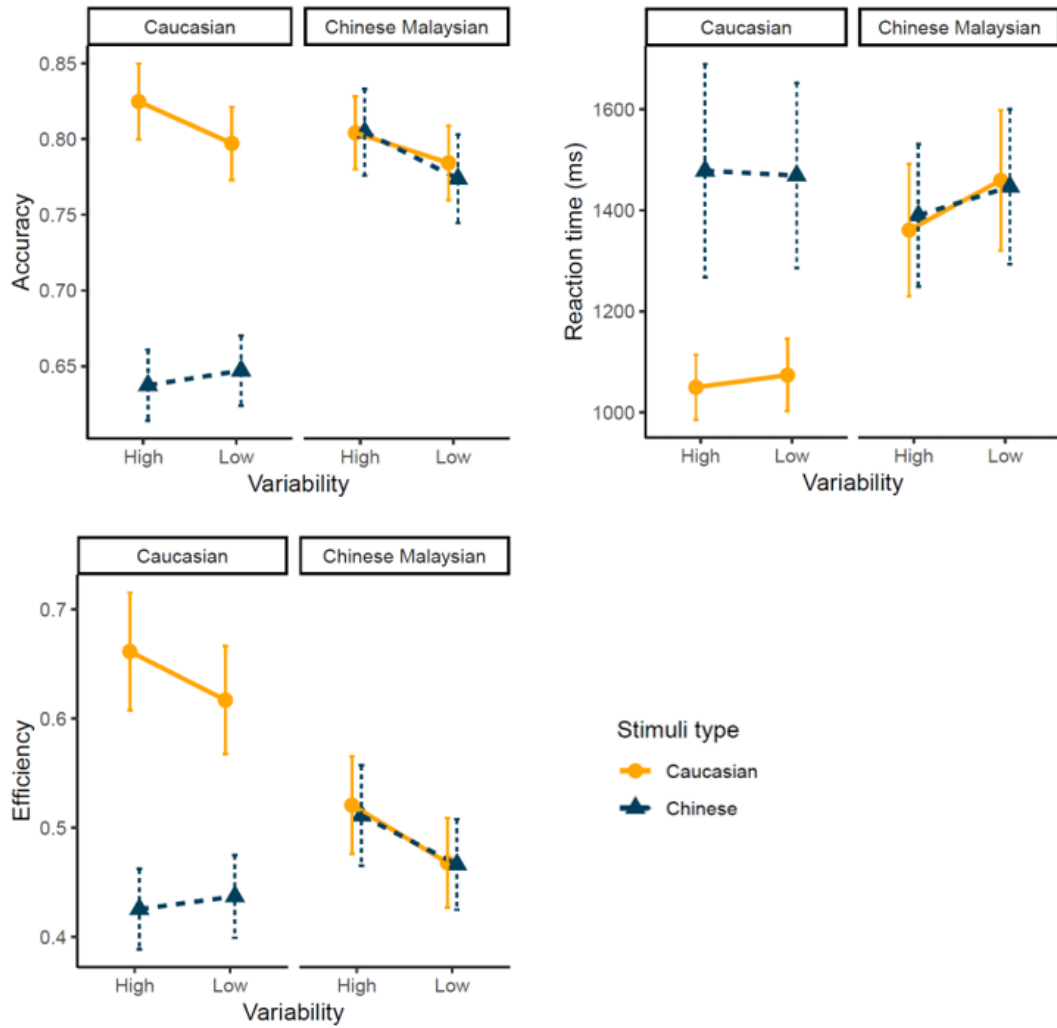 Caucasian
Chinese Malaysian
0.85
0.80
0.75
0.70
0.65
Accuracy
High
Low
High
Low
Variability
Caucasian
Chinese Malaysian
1600
1400
1200
1000
Reaction time (ms)
High
Low
High
Low
Variability
Caucasian
Chinese Malaysian
0.7
0.6
0.5
0.4
Efficiency
High
Low
High
Low
Variability
Stimuli type
Caucasian
Chinese